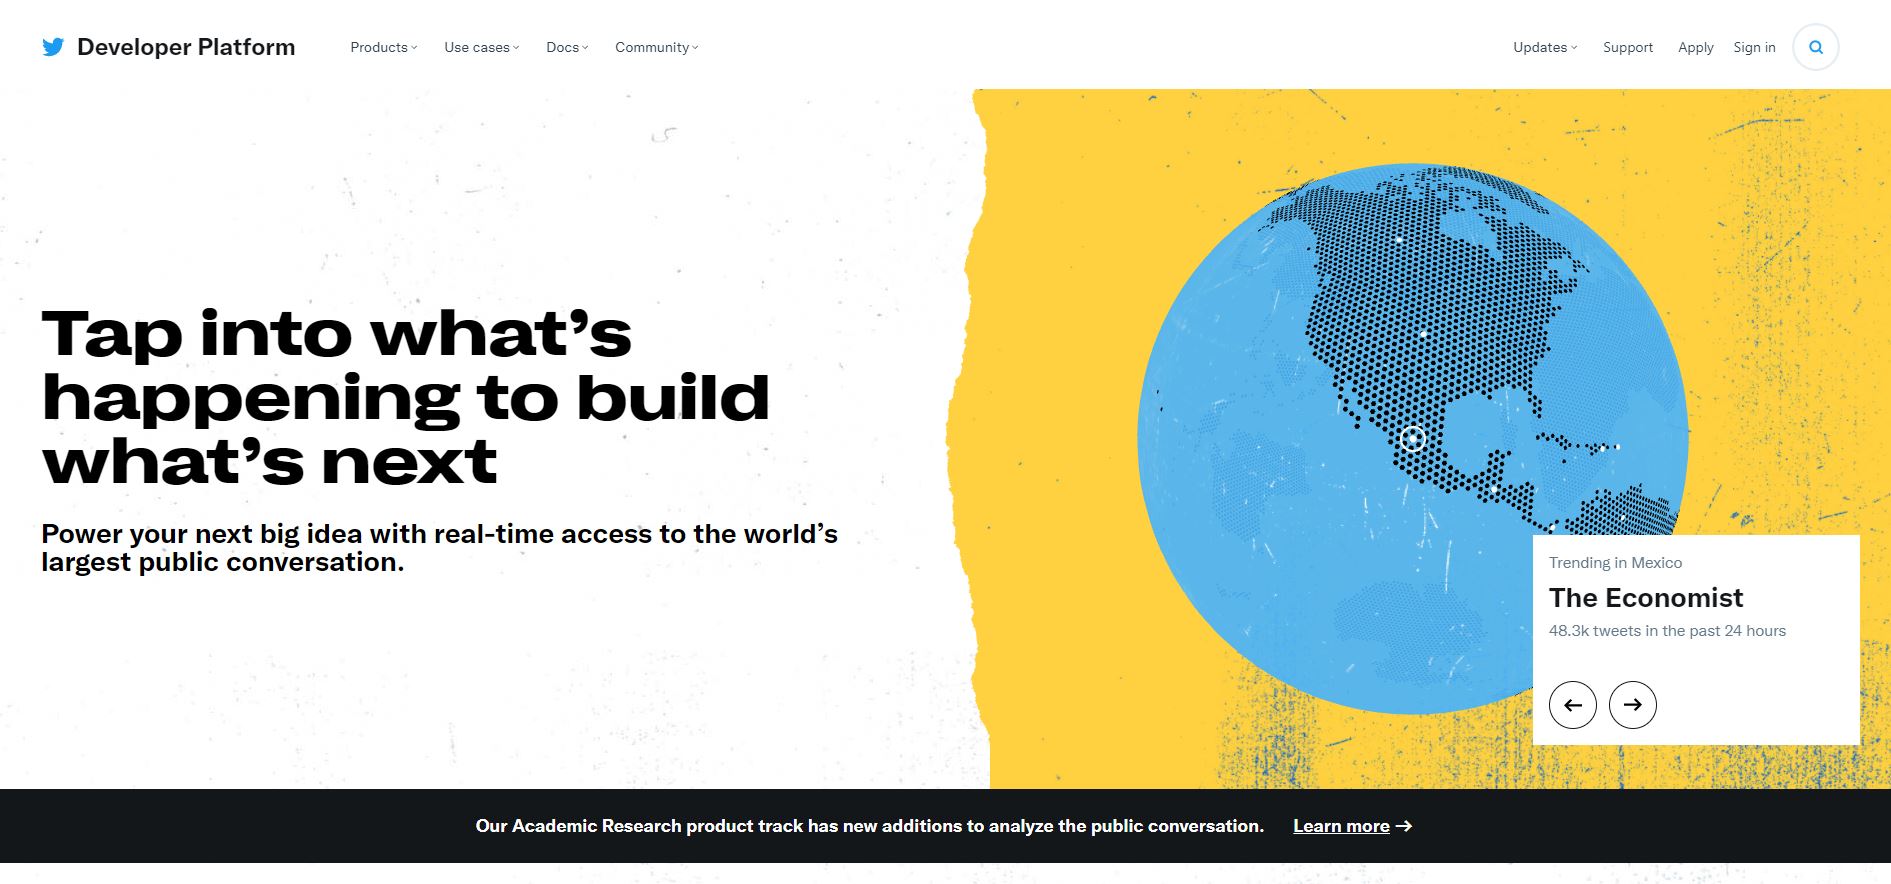 Developer Platform
Products
Use cases
Docs
Community
Updates
Support
Apply
Sign in
Tap into what’s
happening to build
what’s next
Power your next big idea with real-time access to the world’s
largest public conversation.
Trending in Mexico
The Economist
48.3k tweets in the past 24 hours
Our Academic Research product track has new additions to analyze the public conversation.
Learn more →